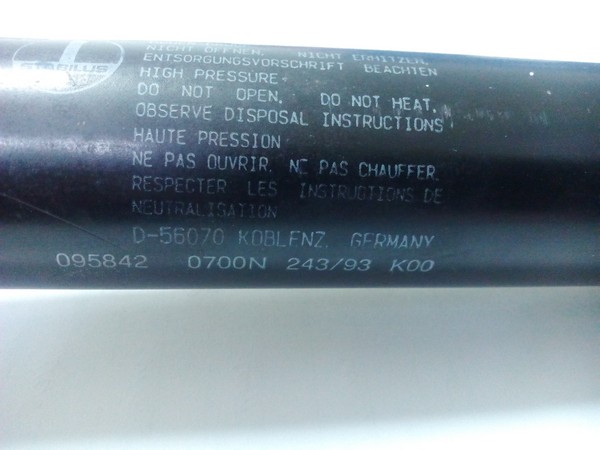 STABILUS
NICHT ÖFFNEN, NICHT ERHITZEN,
ENTSORGUNGSVORSCHRIFT BEACHTEN
HIGH PRESSURE
DO NOT OPEN, DO NOT HEAT,
OBSERVE DISPOSAL INSTRUCTIONS
HAUTE PRESSION
NE PAS OUVRIR, NE PAS CHAUFFER,
RESPECTER LES INSTRUCTIONS DE
NEUTRALISATION
D-56070 KOBLENZ, GERMANY
095842 0700N 243/93 K00